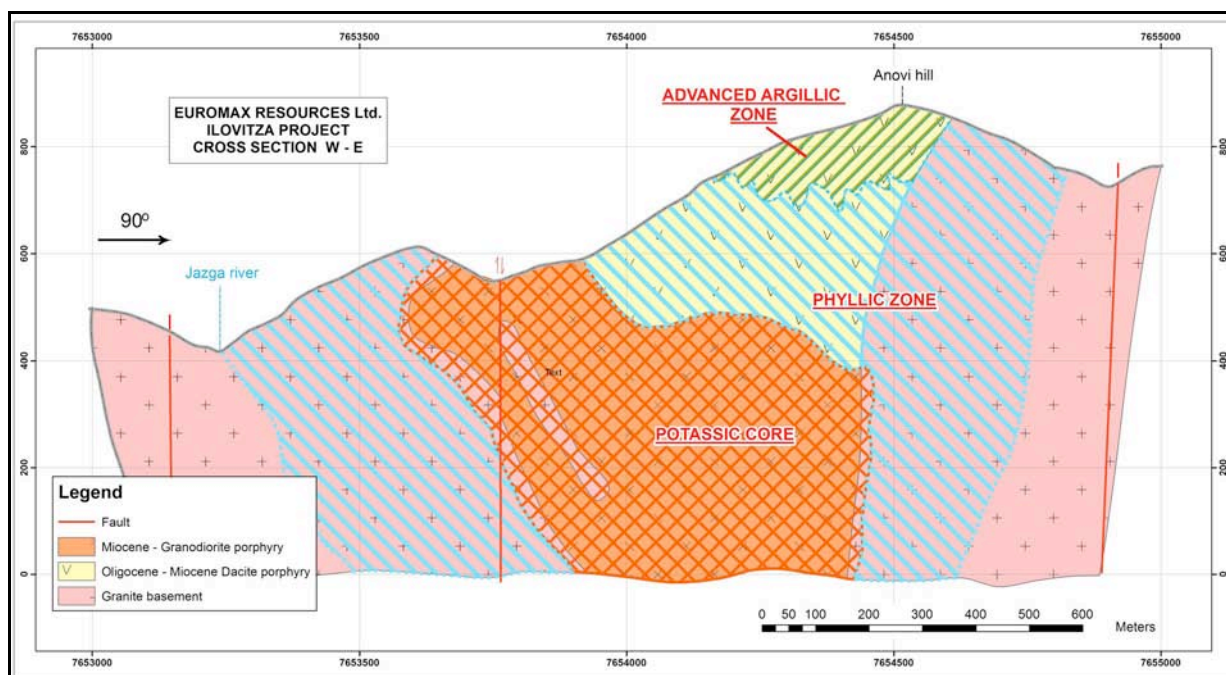 7653000 7653500 7654000 7654500 7655000
Anovi hill
ADVANCED ARGILLIC
ZONE
EUROMAX RESOURCES Ltd.
ILOVITZA PROJECT
CROSS SECTION W - E
800 800
90º
600 600
Jazga river
PHYLLIC ZONE
400 400
Text
POTASSIC CORE
200 200
Legend
Fault
Miocene - Granodiorite porphyry
Oligocene - Miocene Dacite porphyry
Granite basement
0 0
0 50 100 200 300 400 500 600
Meters
7653000 7653500 7654000 7654500 7655000